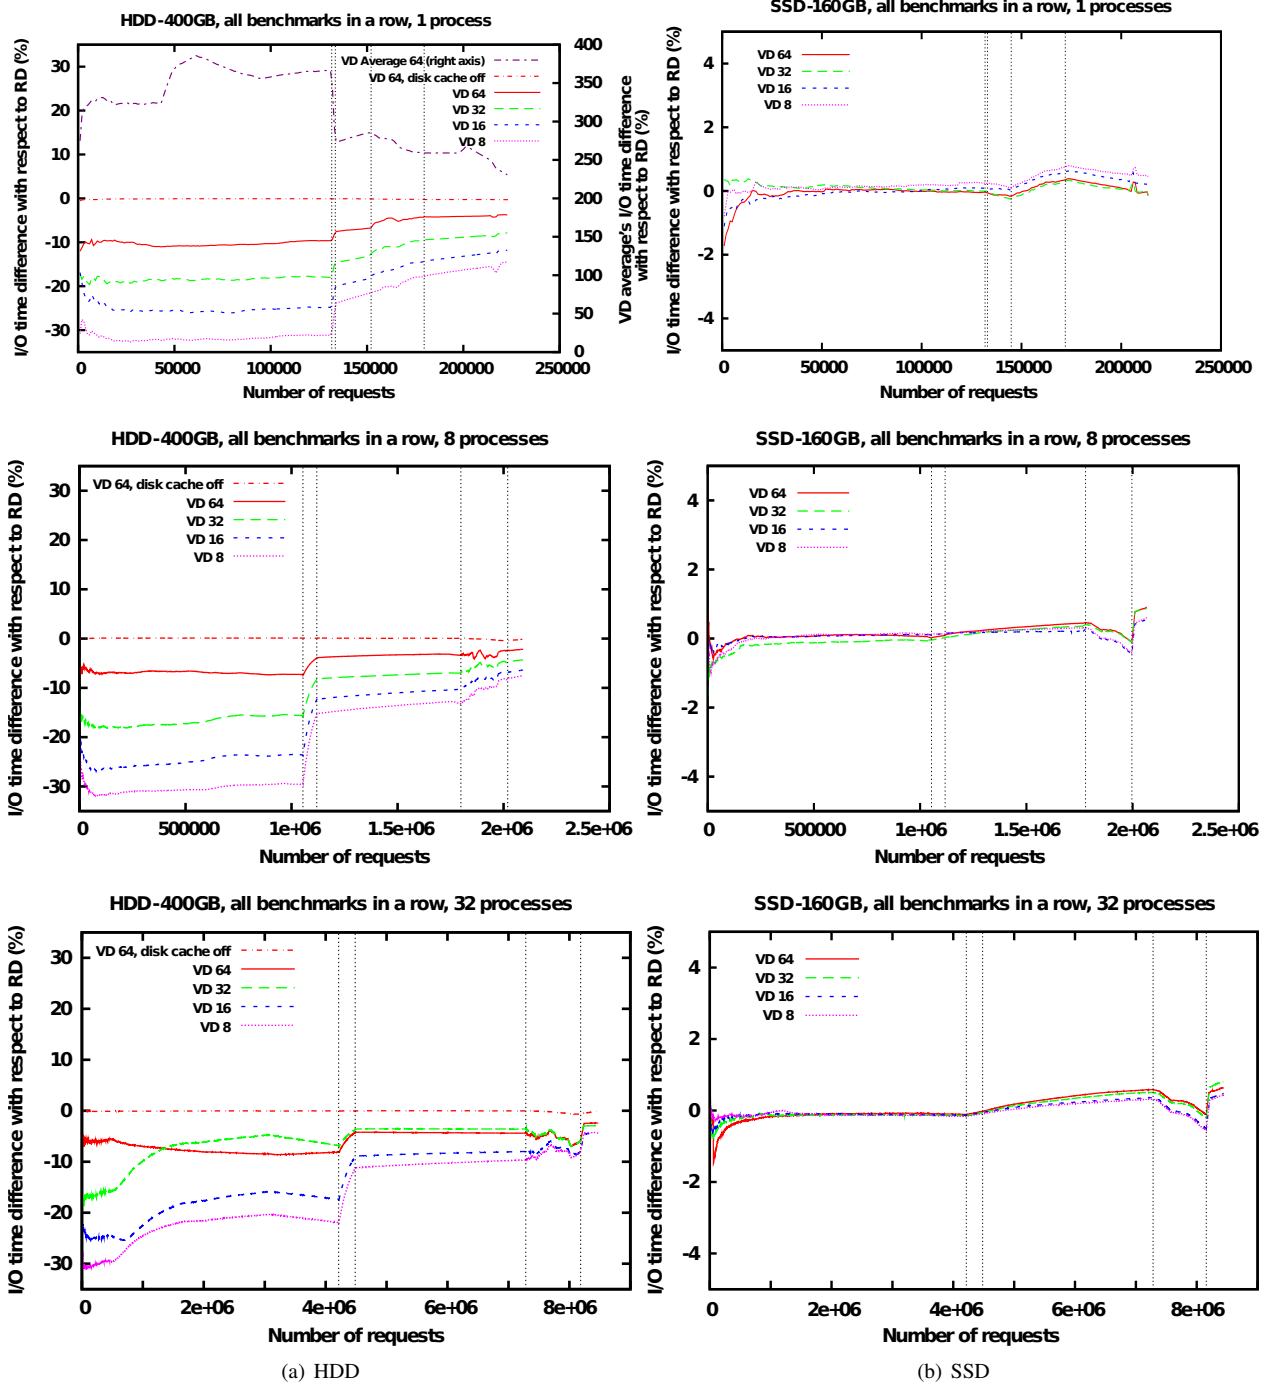 HDD-400GB, all benchmarks in a row, 1 process
I/O time difference with respect to RD (%)
30
20
10
0
-10
-20
-30
VD Average 64 (right axis)
VD 64, disk cache off
VD 64
VD 32
VD 16
VD 8
400
350
300
250
200
150
100
50
0
VD average's I/O time difference
with respect to RD (%)
0
50000
100000
150000
200000
250000
Number of requests
SSD-160GB, all benchmarks in a row, 1 processes
I/O time difference with respect to RD (%)
4
2
0
-2
-4
VD 64
VD 32
VD 16
VD 8
0
50000
100000
150000
200000
250000
Number of requests
HDD-400GB, all benchmarks in a row, 8 processes
I/O time difference with respect to RD (%)
30
20
10
0
-10
-20
-30
VD 64, disk cache off
VD 64
VD 32
VD 16
VD 8
0
500000
1e+06
1.5e+06
2e+06
2.5e+06
Number of requests
SSD-160GB, all benchmarks in a row, 8 processes
I/O time difference with respect to RD (%)
4
2
0
-2
-4
VD 64
VD 32
VD 16
VD 8
0
500000
1e+06
1.5e+06
2e+06
2.5e+06
Number of requests
HDD-400GB, all benchmarks in a row, 32 processes
I/O time difference with respect to RD (%)
30
20
10
0
-10
-20
-30
VD 64, disk cache off
VD 64
VD 32
VD 16
VD 8
0
2e+06
4e+06
6e+06
8e+06
Number of requests
(a) HDD
SSD-160GB, all benchmarks in a row, 32 processes
I/O time difference with respect to RD (%)
4
2
0
-2
-4
VD 64
VD 32
VD 16
VD 8
0
2e+06
4e+06
6e+06
8e+06
Number of requests
(b) SSD